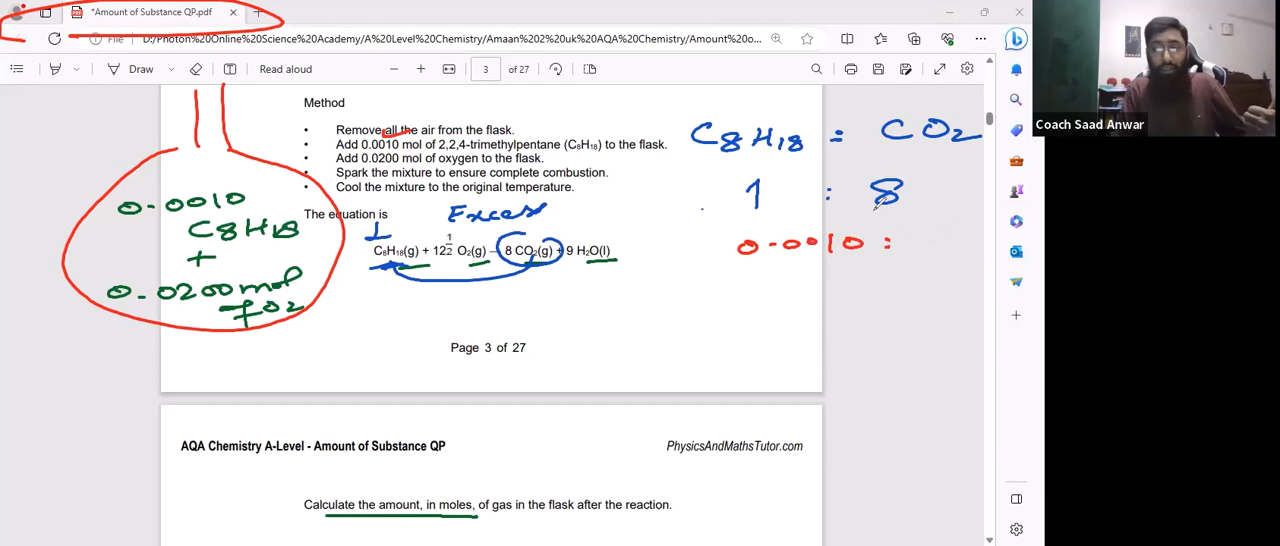 *Amount of Substance QP.pdf
File D:/Photon%20Online%20Science%20Academy/A%20Level%20Chemistry/Amaan%202%20uk%20AQA%20Chemistry/Amount%20o...
Draw Read aloud 3 of 27
Coach Saad Anwar
Method
• Remove all the air from the flask.
• Add 0.0010 mol of 2,2,4-trimethylpentane (C8H18) to the flask.
• Add 0.0200 mol of oxygen to the flask.
• Spark the mixture to ensure complete combustion.
• Cool the mixture to the original temperature.
The equation is
Excess
L
C8H18(g) + 12 1/2 O2(g) → 8 CO2(g) + 9 H2O(l)
0.0010
C8H18
+
0.0200 mol
of O2
C8H18 = CO2
1 : 8
0.0010 :
Page 3 of 27
AQA Chemistry A-Level - Amount of Substance QP PhysicsAndMathsTutor.com
Calculate the amount, in moles, of gas in the flask after the reaction.